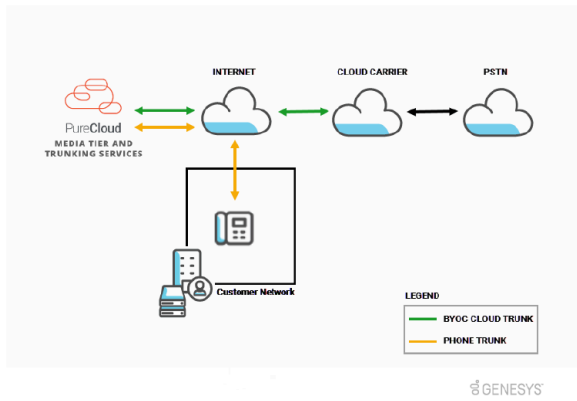 INTERNET
CLOUD CARRIER
PSTN
PureCloud
MEDIA TIER AND
TRUNKING SERVICES
Customer Network
LEGEND
BYOC CLOUD TRUNK
PHONE TRUNK
GENESYS